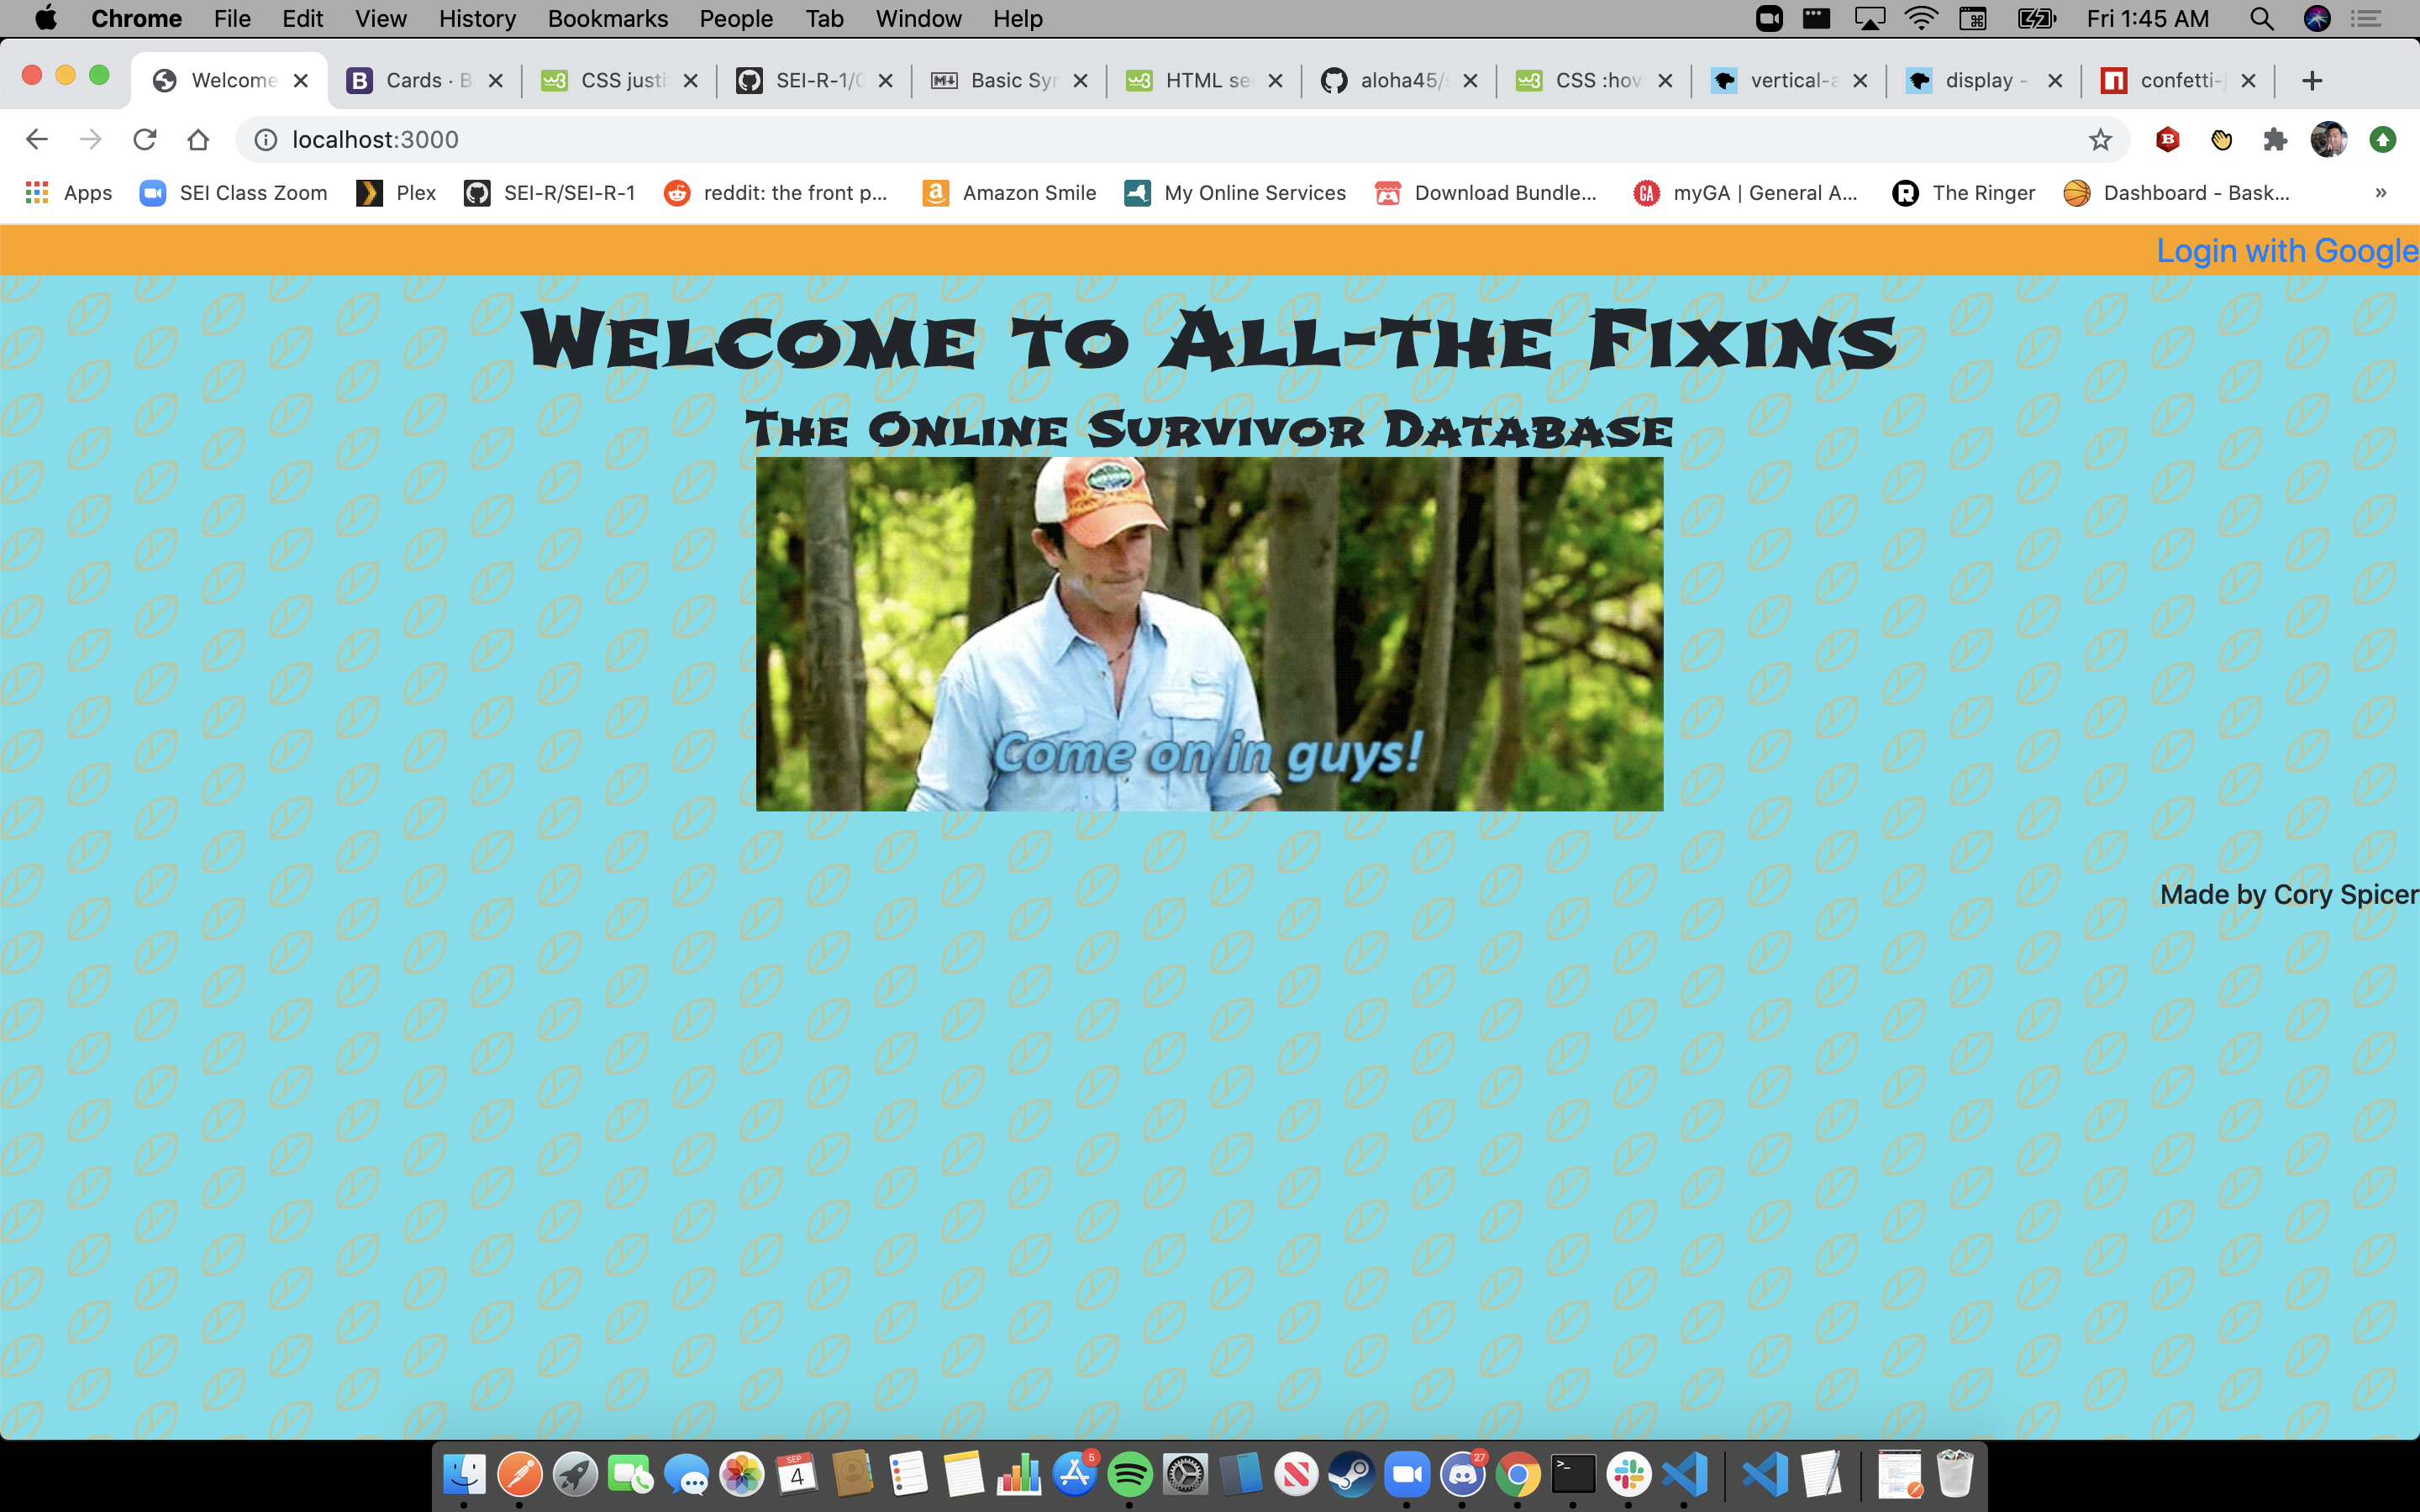 Chrome File Edit View History Bookmarks People Tab Window Help Fri 1:45 AM
Welcome Cards · B CSS justi SEI-R-1/ Basic Syn HTML se aloha45/ CSS :hov vertical-a display - confetti-j
localhost:3000
Apps SEI Class Zoom Plex SEI-R/SEI-R-1 reddit: the front p... Amazon Smile My Online Services Download Bundle... myGA | General A... The Ringer Dashboard - Bask... »
Login with Google
Welcome to All-the Fixins
The Online Survivor Database
Come on in guys!
Made by Cory Spicer
SEP
4
5
27